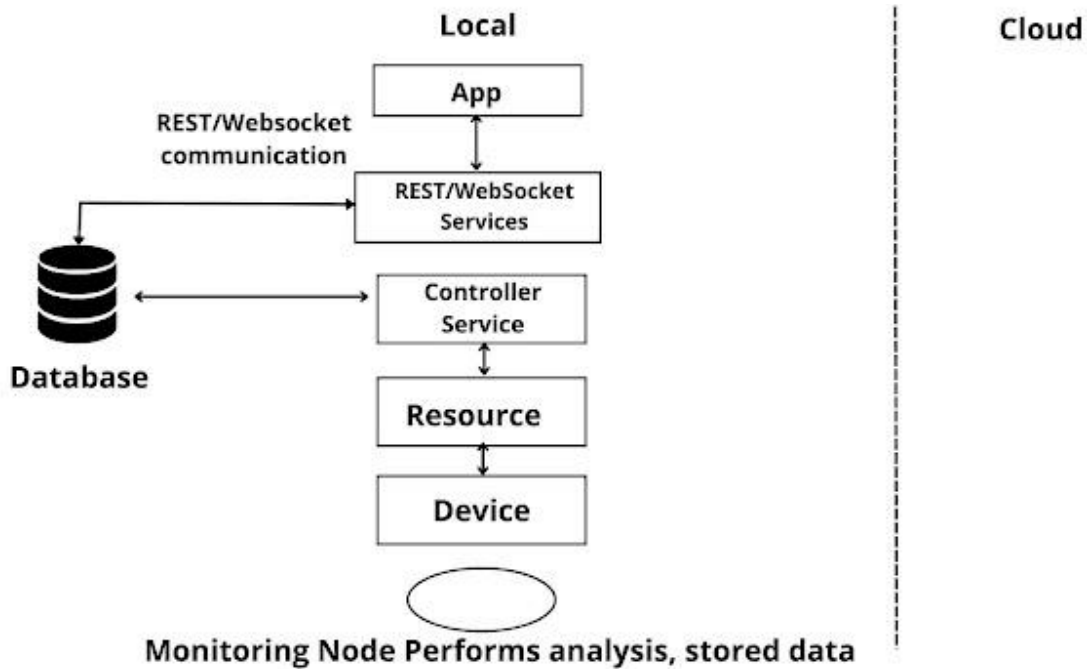 Local
Cloud
App
REST/Websocket
communication
REST/WebSocket
Services
Controller
Service
Database
Resource
Device
Monitoring Node Performs analysis, stored data